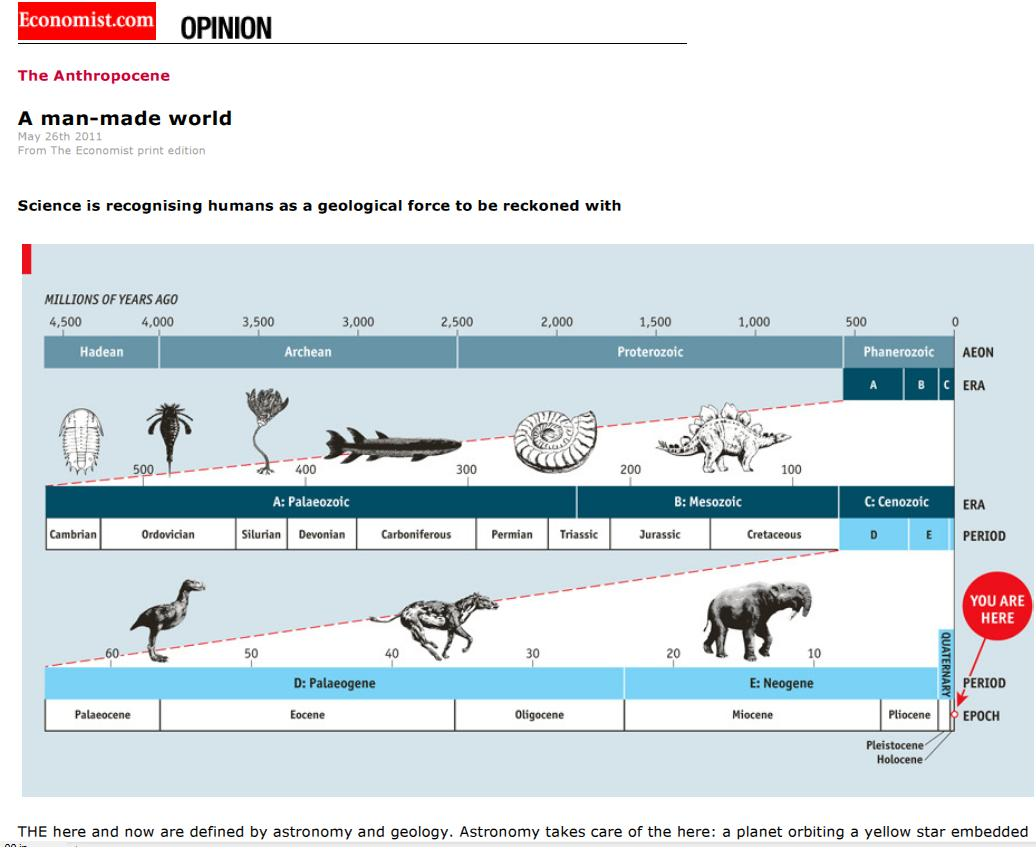 Economist.com OPINION
The Anthropocene
A man-made world
May 26th 2011
From The Economist print edition
Science is recognising humans as a geological force to be reckoned with
MILLIONS OF YEARS AGO
4,500 4,000 3,500 3,000 2,500 2,000 1,500 1,000 500 0
Hadean Archean Proterozoic Phanerozoic AEON
A B C ERA
500 400 300 200 100
A: Palaeozoic B: Mesozoic C: Cenozoic ERA
Cambrian Ordovician Silurian Devonian Carboniferous Permian Triassic Jurassic Cretaceous D E PERIOD
YOU ARE
HERE
60 50 40 30 20 10
QUATERNARY
D: Palaeogene E: Neogene PERIOD
Palaeocene Eocene Oligocene Miocene Pliocene EPOCH
Pleistocene
Holocene
THE here and now are defined by astronomy and geology. Astronomy takes care of the here: a planet orbiting a yellow star embedded